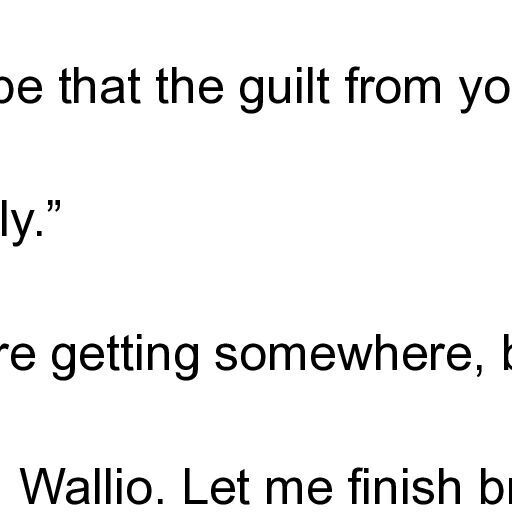 be that the guilt from yo
ly.”
re getting somewhere, b
Wallio. Let me finish br